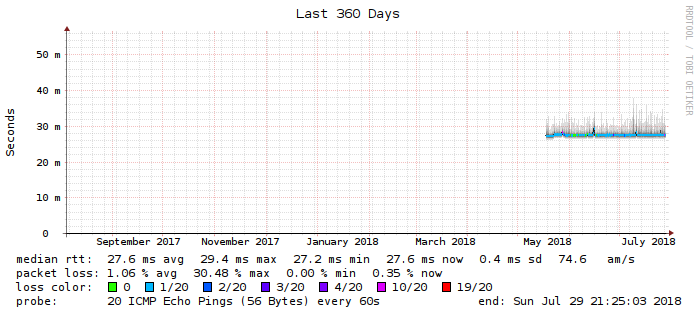 Last 360 Days
RRDTOOL / TOBI OETIKER
Seconds
50 m
40 m
30 m
20 m
10 m
0
September 2017 November 2017 January 2018 March 2018 May 2018 July 2018
median rtt: 27.6 ms avg 29.4 ms max 27.2 ms min 27.6 ms now 0.4 ms sd 74.6 am/s
packet loss: 1.06 % avg 30.48 % max 0.00 % min 0.35 % now
loss color: 0 1/20 2/20 3/20 4/20 10/20 19/20
probe: 20 ICMP Echo Pings (56 Bytes) every 60s end: Sun Jul 29 21:25:03 2018